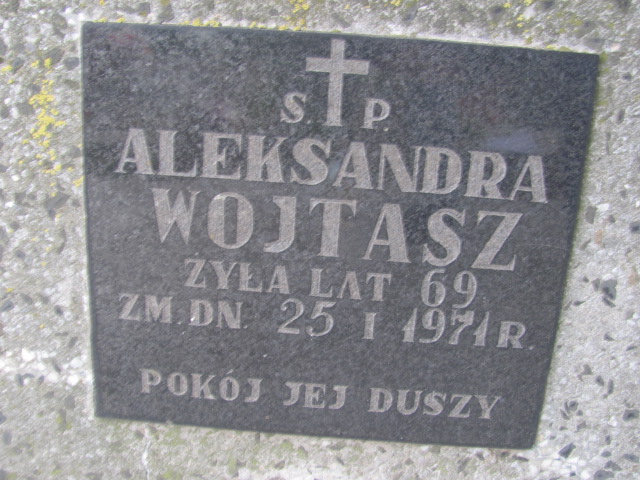 S. P.
ALEKSANDRA
WOJTASZ
ŻYŁA LAT 69
ZM. DN. 25 I 1971 R.
POKÓJ JEJ DUSZY